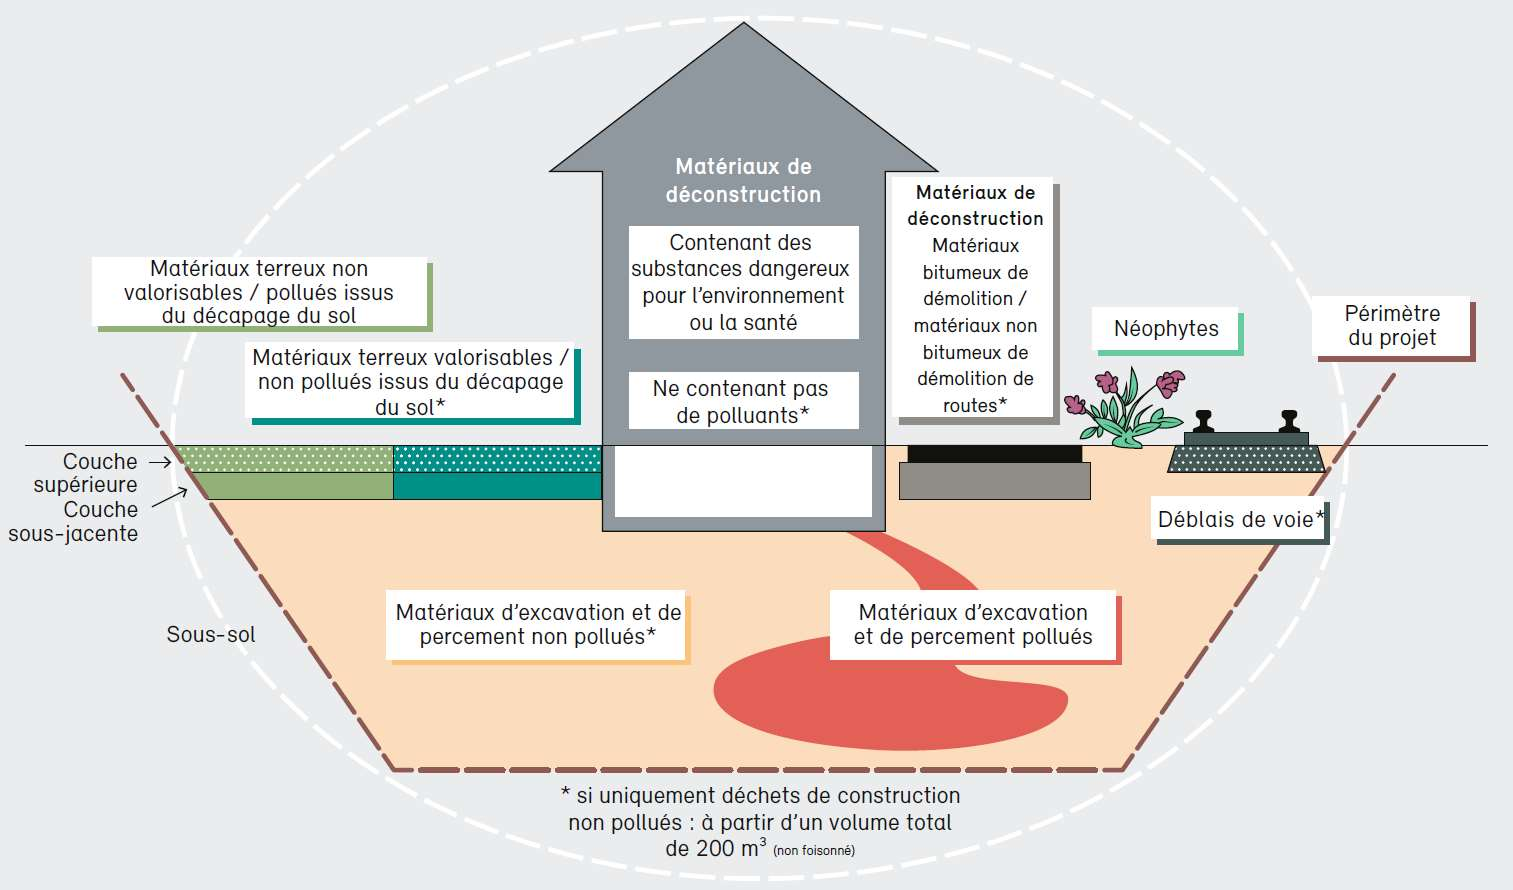 Matériaux de
déconstruction
Contenant des
substances dangereux
pour l'environnement
ou la santé
Ne contenant pas
de polluants*
Matériaux de
déconstruction
Matériaux
bitumeux de
démolition /
matériaux non
bitumeux de
démolition de
routes*
Matériaux terreux non
valorisables / pollués issus
du décapage du sol
Matériaux terreux valorisables /
non pollués issus du décapage
du sol*
Néophytes
Périmètre
du projet
Couche
supérieure
Couche
sous-jacente
Déblais de voie*
Sous-sol
Matériaux d'excavation et de
percement non pollués*
Matériaux d'excavation
et de percement pollués
* si uniquement déchets de construction
non pollués : à partir d'un volume total
de 200 m³ (non foisonné)